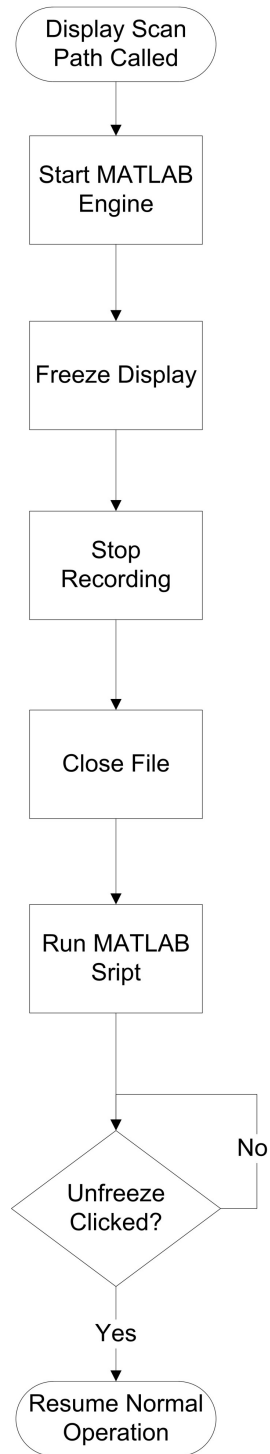 Display Scan
Path Called
Start MATLAB
Engine
Freeze Display
Stop
Recording
Close File
Run MATLAB
Sript
Unfreeze
Clicked?
No
Yes
Resume Normal
Operation